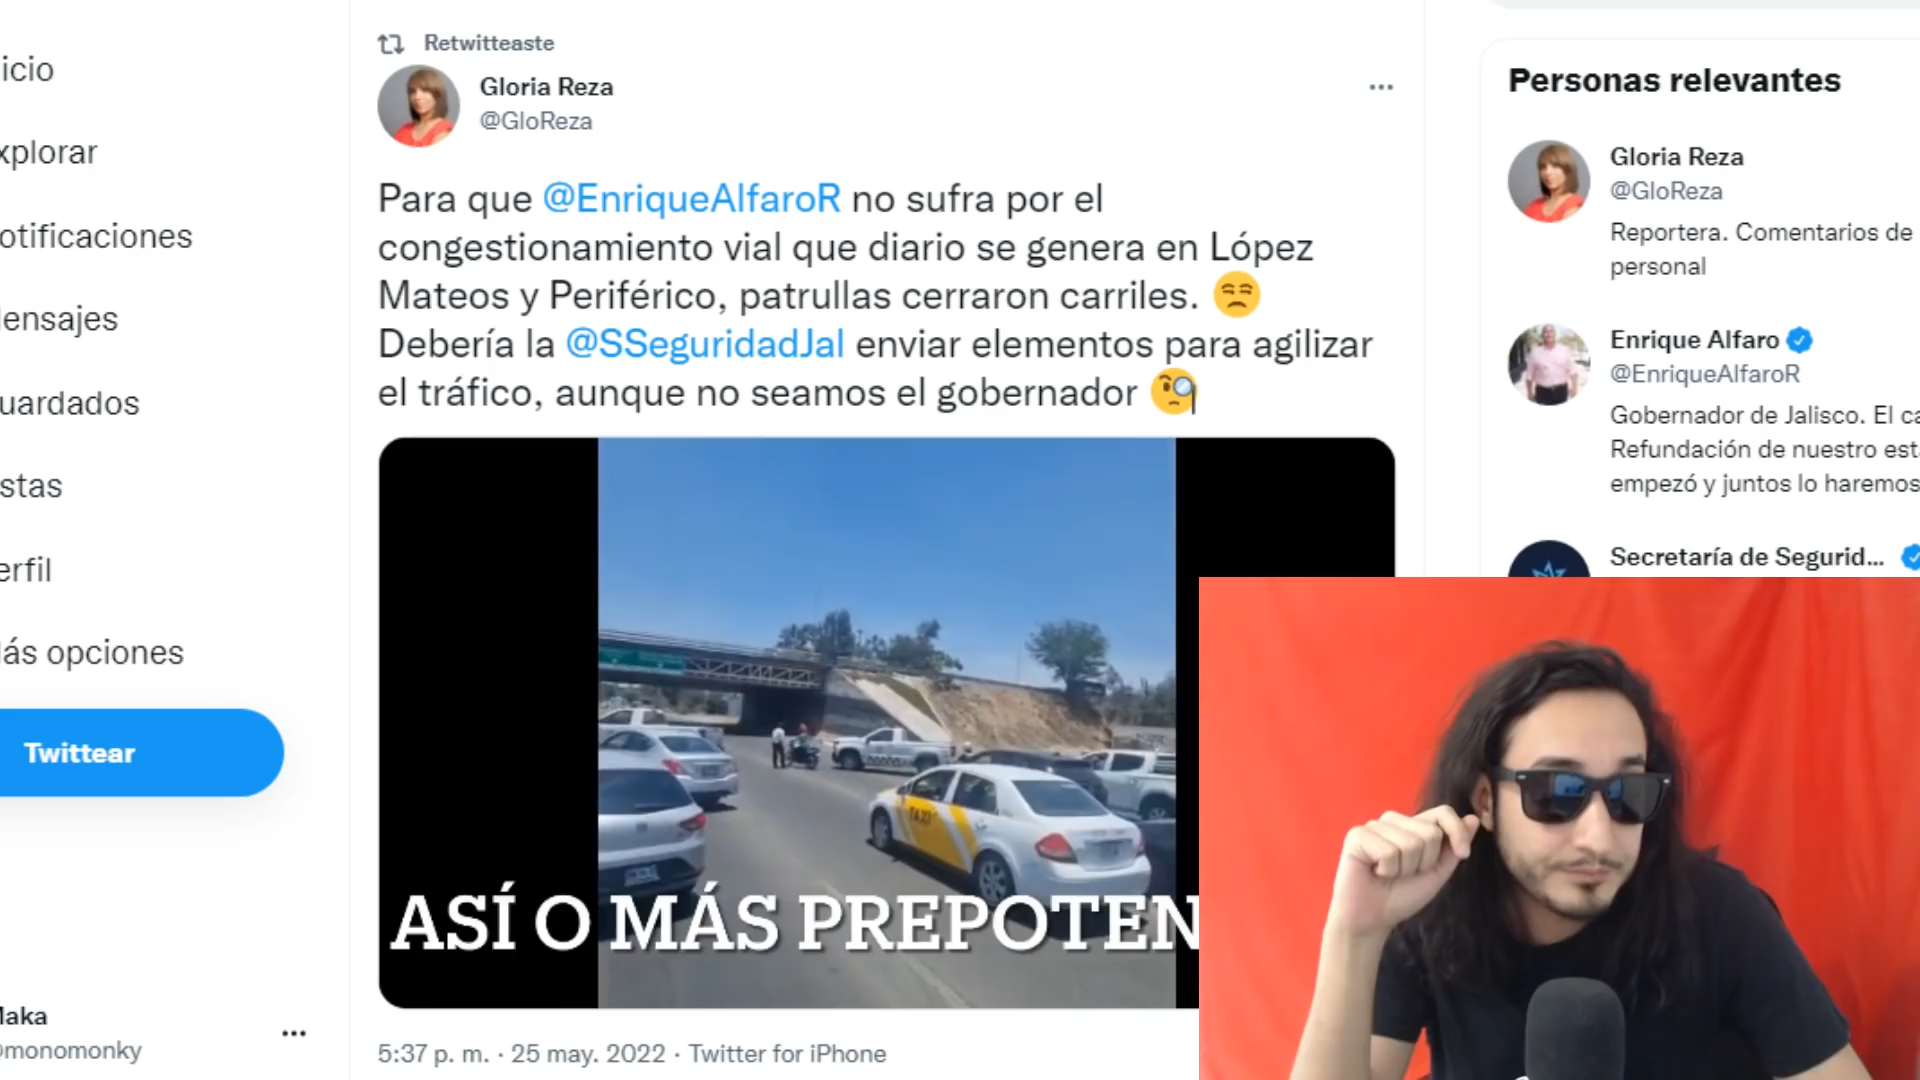 icio
xplorar
otificaciones
ensajes
uardados
stas
erfil
ás opciones
Twittear
aka
monomonky
Retwitteaste
Gloria Reza
@GloReza
Para que @EnriqueAlfaroR no sufra por el
congestionamiento vial que diario se genera en López
Mateos y Periférico, patrullas cerraron carriles. 😒
Debería la @SSeguridadJal enviar elementos para agilizar
el tráfico, aunque no seamos el gobernador 🧐
TAXI
ASÍ O MÁS PREPOTEN
5:37 p. m. · 25 may. 2022 · Twitter for iPhone
Personas relevantes
Gloria Reza
@GloReza
Reportera. Comentarios de
personal
Enrique Alfaro
@EnriqueAlfaroR
Gobernador de Jalisco. El ca
Refundación de nuestro est
empezó y juntos lo haremos
Secretaría de Segurid...